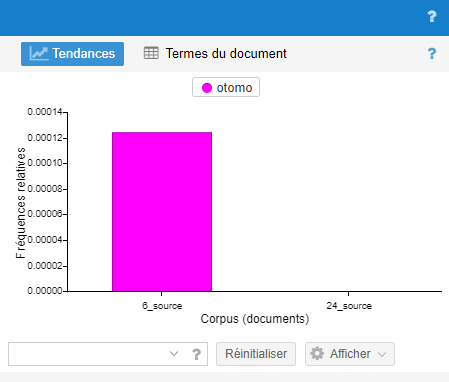 ?
Tendances Termes du document ?
otomo
Fréquences relatives
0.00014
0.00012
0.00010
0.00008
0.00006
0.00004
0.00002
0.00000
6_source 24_source
Corpus (documents)
? Réinitialiser Afficher